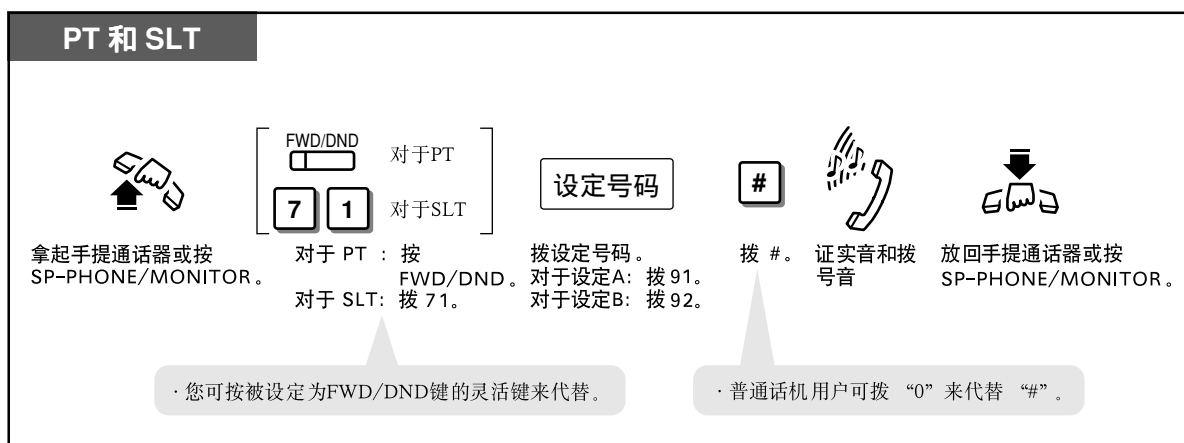 PT 和 SLT
FWD/DND
对于PT
7 1
对于SLT
设定号码
#
拿起手提通话器或按
SP-PHONE/MONITOR。
对于 PT : 按
FWD/DND。
对于 SLT: 拨 71。
拨设定号码。
对于设定A: 拨 91。
对于设定B: 拨 92。
拨 #。
证实音和拨
号音
放回手提通话器或按
SP-PHONE/MONITOR。
·您可按被设定为FWD/DND键的灵活键来代替。
·普通话机用户可拨 “0” 来代替 “#” 。